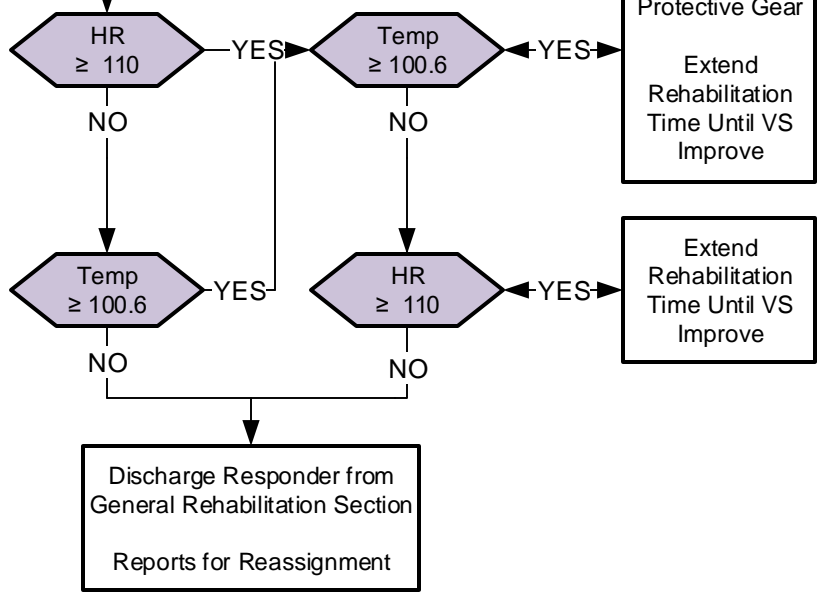 Protective Gear
HR
≥ 110
YES
Temp
≥ 100.6
YES
Extend
Rehabilitation
Time Until VS
Improve
NO
NO
Temp
≥ 100.6
YES
HR
≥ 110
YES
Extend
Rehabilitation
Time Until VS
Improve
NO
NO
Discharge Responder from
General Rehabilitation Section
Reports for Reassignment